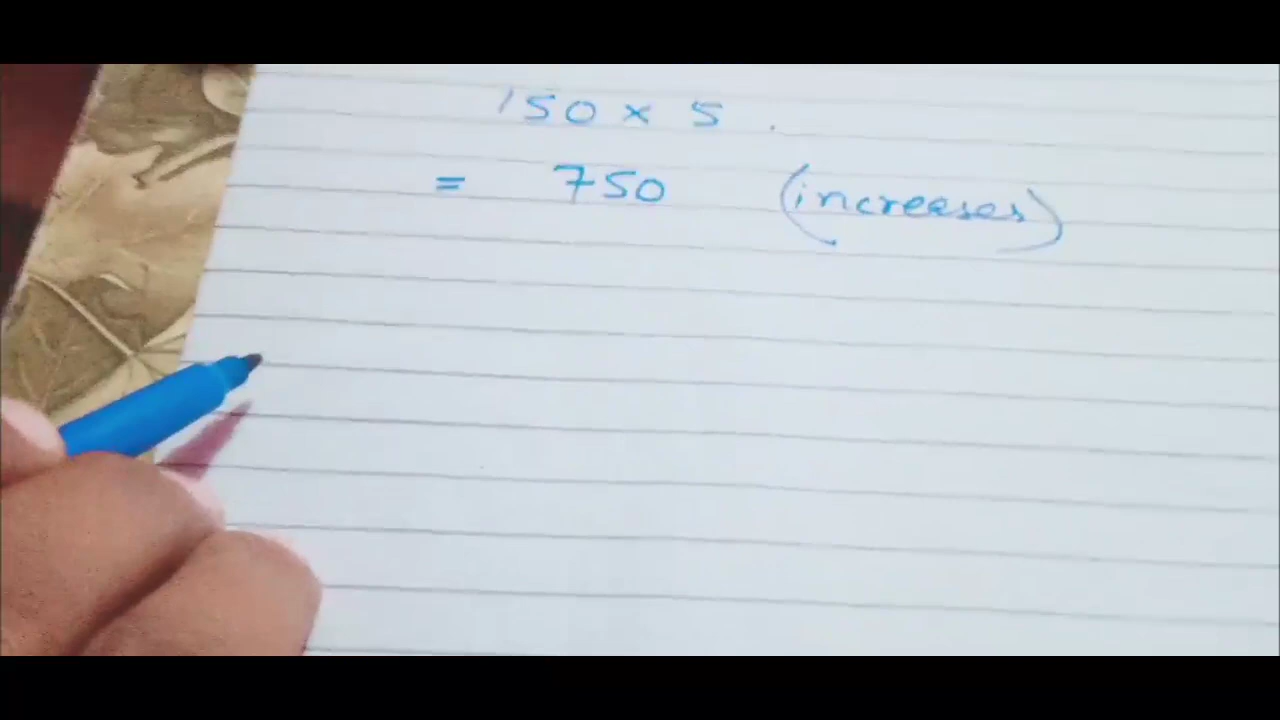 150 × 5 .
= 750 (increases)